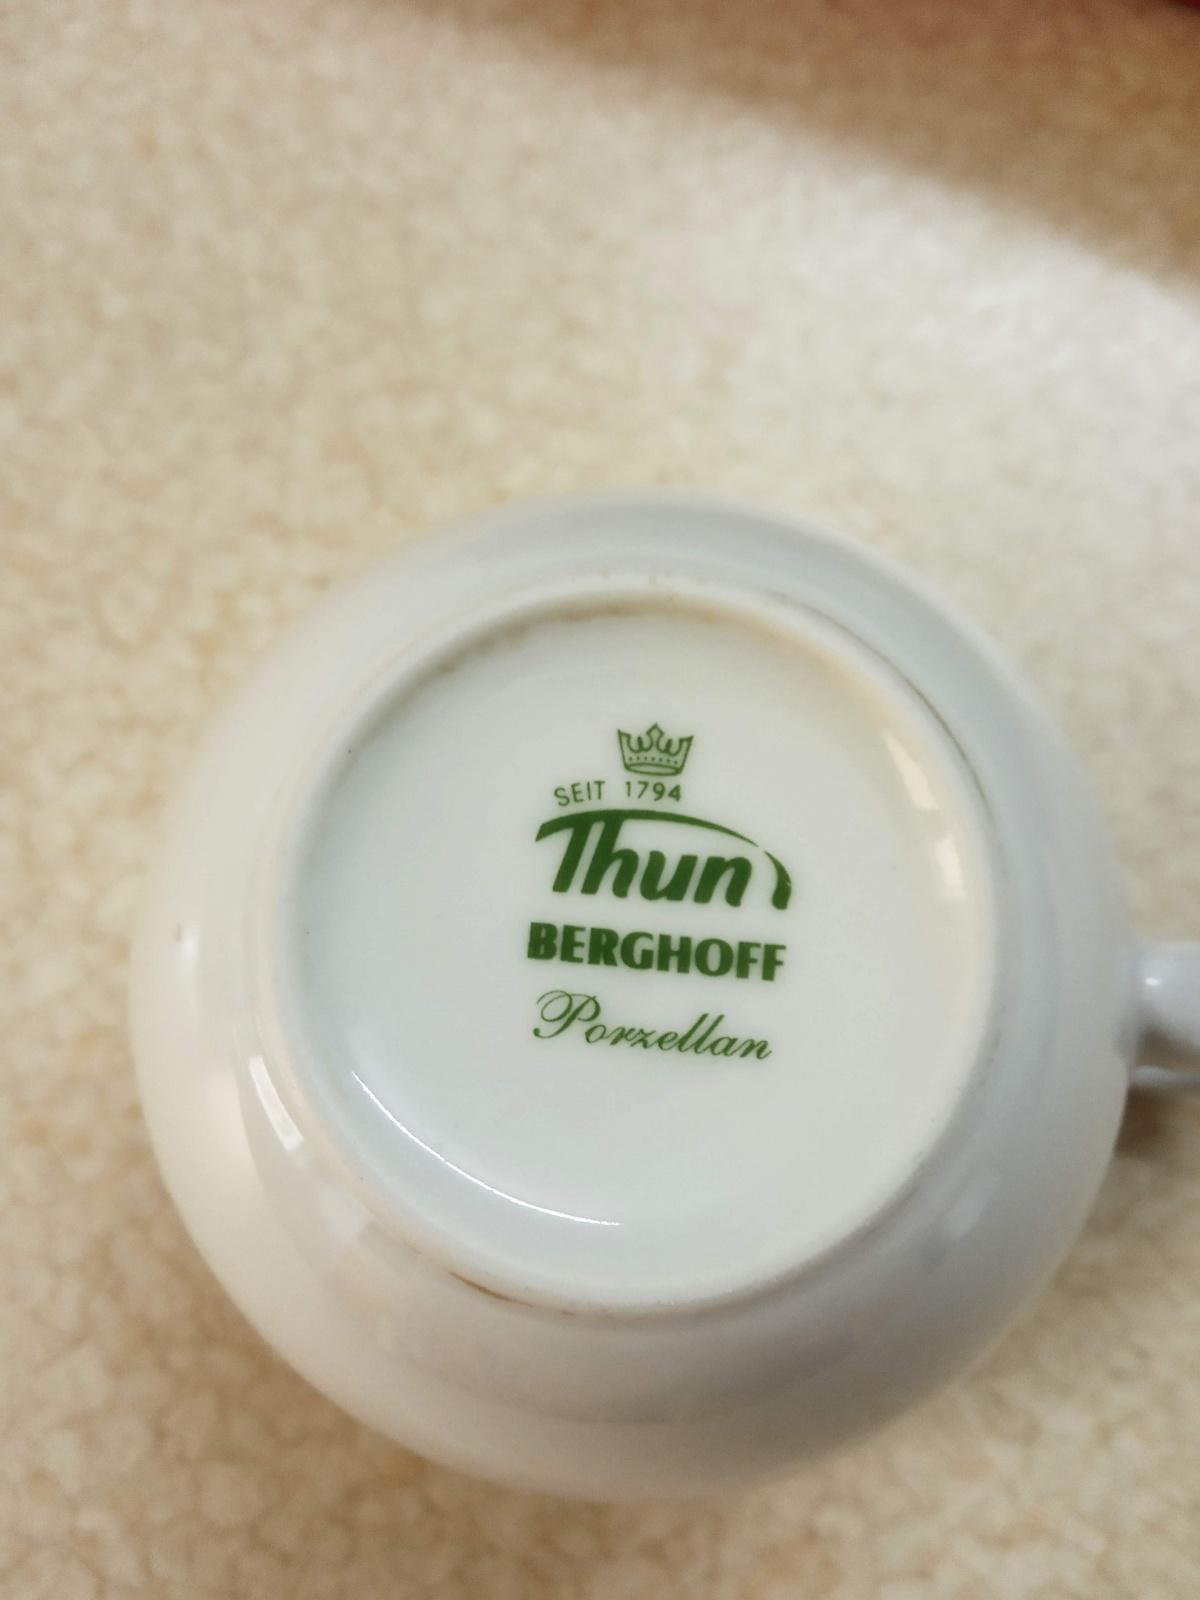 SEIT 1794
Thun
BERGHOFF
Porzellan